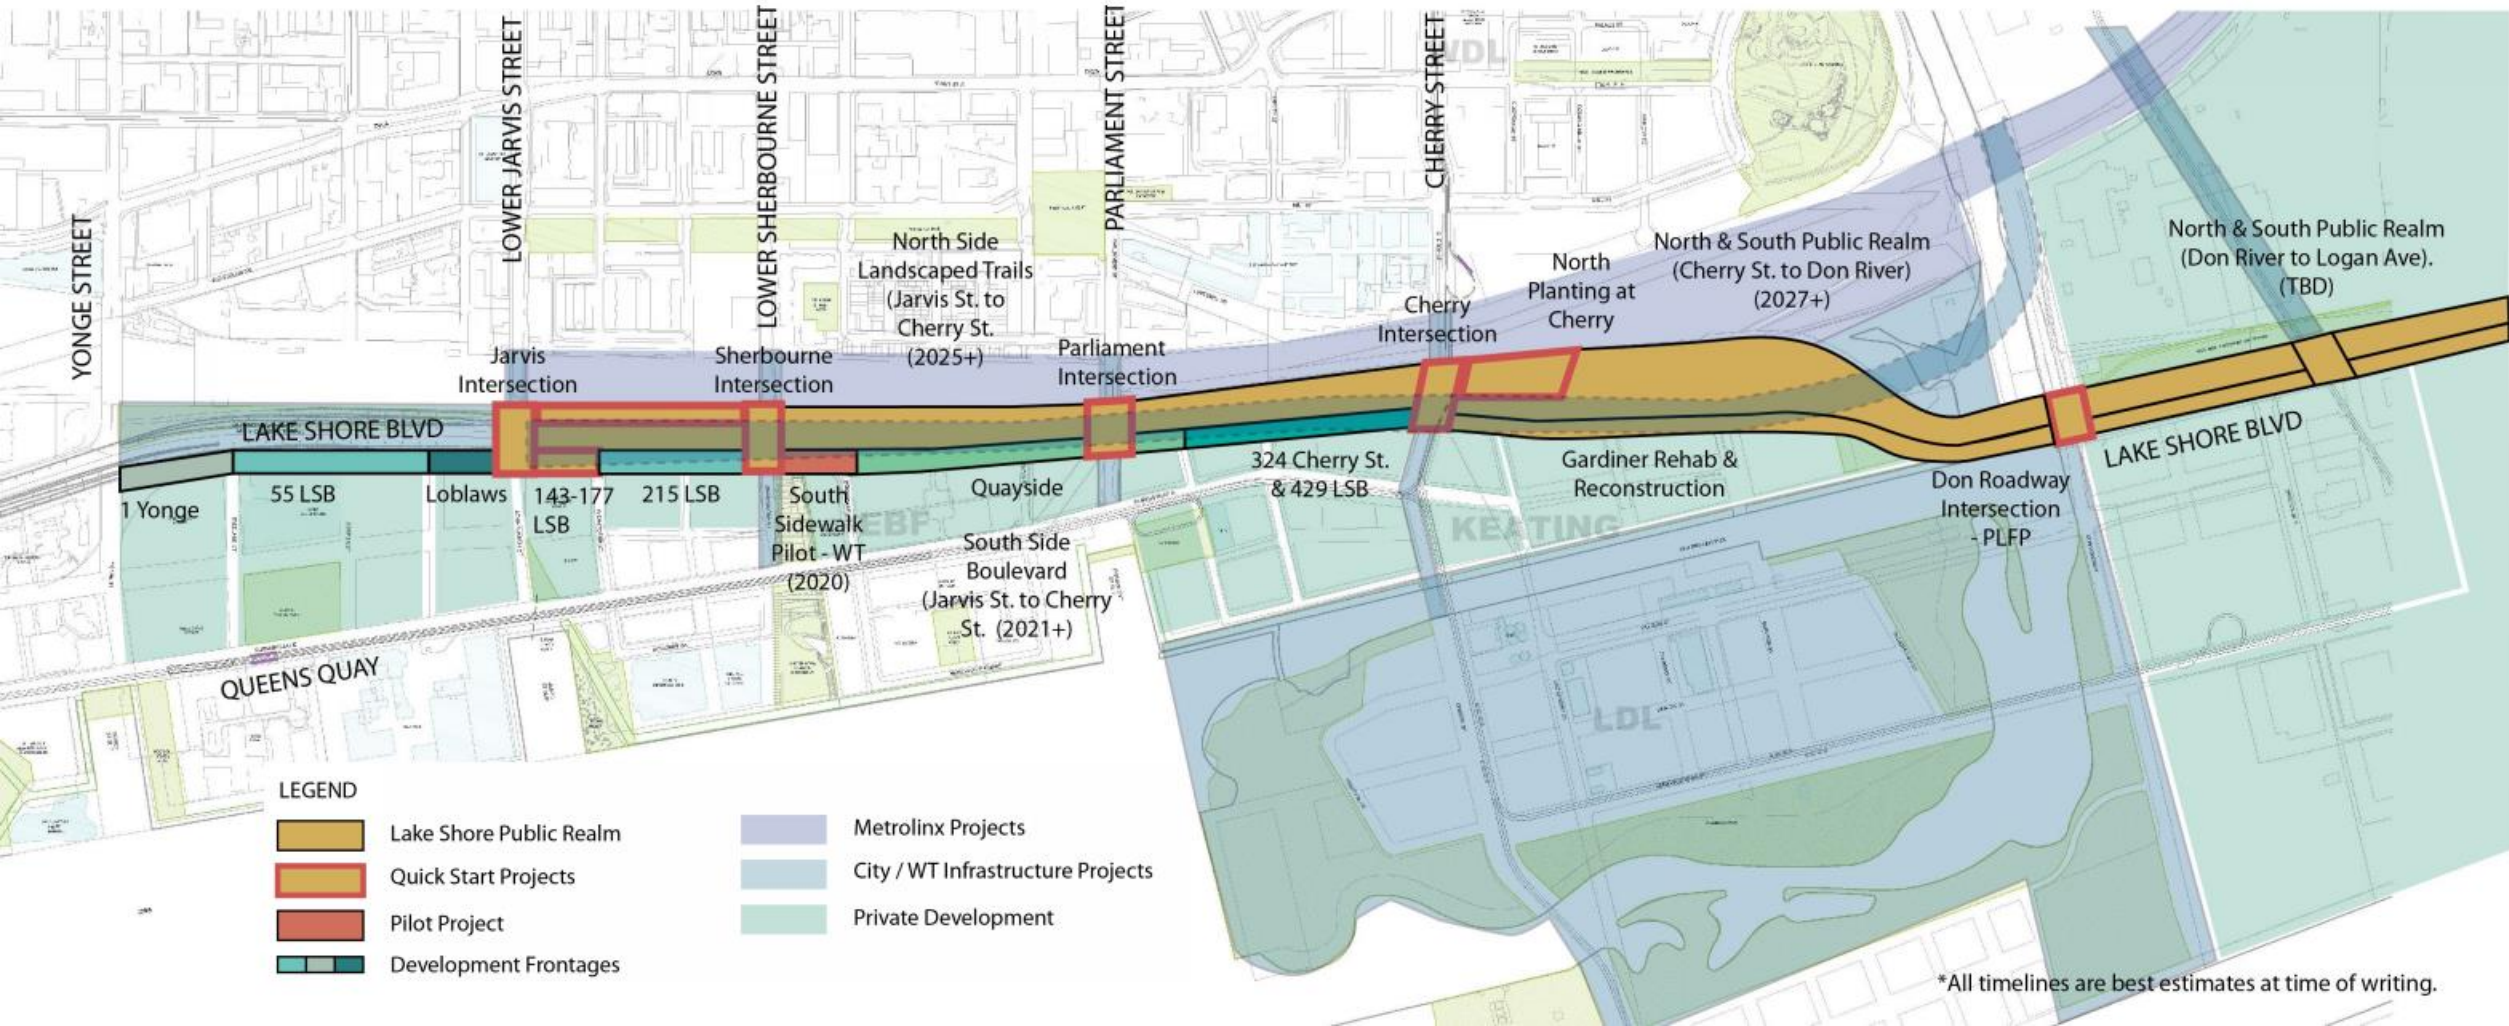 YONGE STREET
LOWER JARVIS STREET
LOWER SHERBOURNE STREET
PARLIAMENT STREET
CHERRY STREET
North Side
Landscaped Trails
(Jarvis St. to
Cherry St.
(2025+)
North & South Public Realm
(Cherry St. to Don River)
(2027+)
North & South Public Realm
(Don River to Logan Ave).
(TBD)
North
Planting at
Cherry
Cherry
Intersection
Jarvis
Intersection
Sherbourne
Intersection
Parliament
Intersection
LAKE SHORE BLVD
LAKE SHORE BLVD
1 Yonge
55 LSB
Loblaws
143-177
LSB
215 LSB
South
Sidewalk
Pilot - WT
(2020)
Quayside
324 Cherry St.
& 429 LSB
Gardiner Rehab &
Reconstruction
Don Roadway
Intersection
- PLFP
South Side
Boulevard
(Jarvis St. to Cherry
St. (2021+)
EBF
KEATING
LDL
QUEENS QUAY
LEGEND
Lake Shore Public Realm
Quick Start Projects
Pilot Project
Development Frontages
Metrolinx Projects
City / WT Infrastructure Projects
Private Development
*All timelines are best estimates at time of writing.